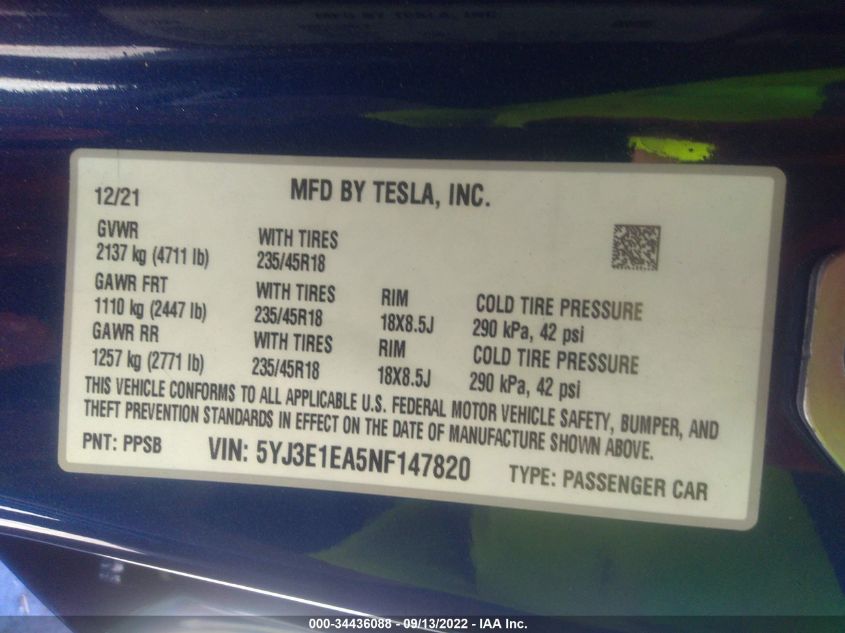 12/21 MFD BY TESLA, INC.
GVWR
2137 kg (4711 lb)
WITH TIRES
235/45R18
GAWR FRT
1110 kg (2447 lb)
WITH TIRES
235/45R18
RIM
18X8.5J
COLD TIRE PRESSURE
290 kPa, 42 psi
GAWR RR
1257 kg (2771 lb)
WITH TIRES
235/45R18
RIM
18X8.5J
COLD TIRE PRESSURE
290 kPa, 42 psi
THIS VEHICLE CONFORMS TO ALL APPLICABLE U.S. FEDERAL MOTOR VEHICLE SAFETY, BUMPER, AND
THEFT PREVENTION STANDARDS IN EFFECT ON THE DATE OF MANUFACTURE SHOWN ABOVE.
PNT: PPSB VIN: 5YJ3E1EA5NF147820 TYPE: PASSENGER CAR
000-34436088 - 09/13/2022 - IAA Inc.